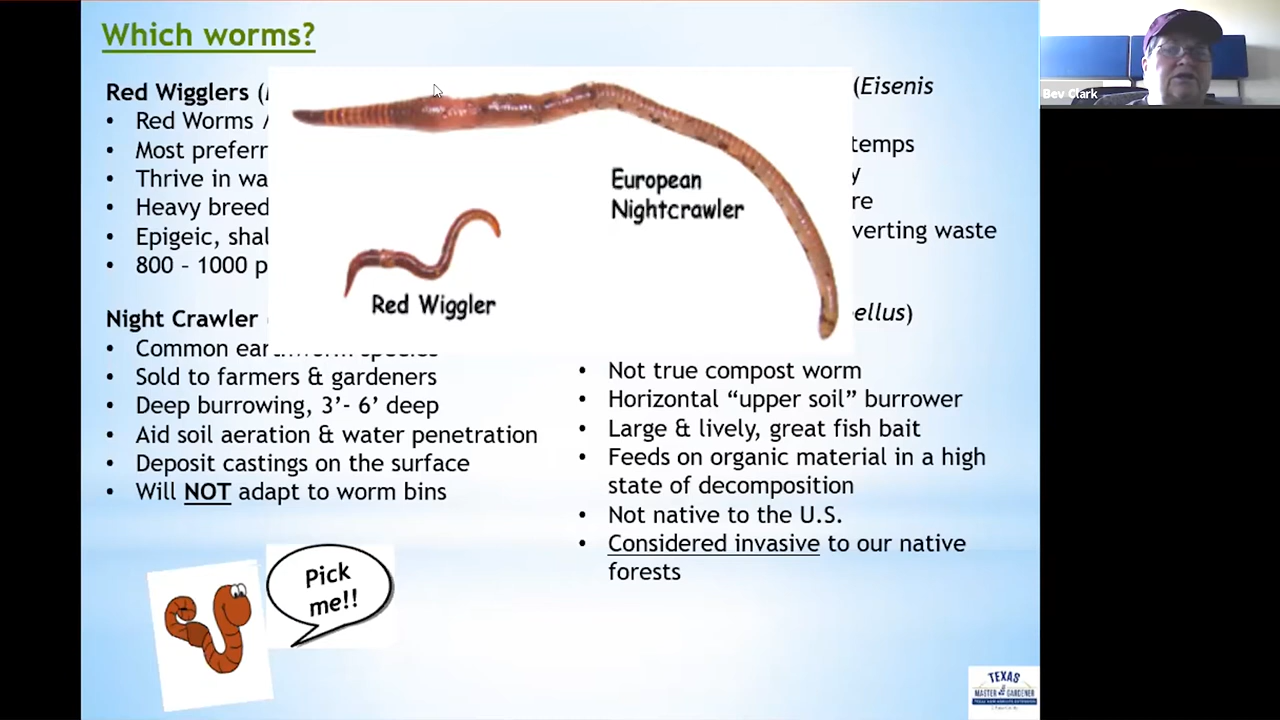 Which worms?
Red Wigglers (
Red Worms /
Most preferr
Thrive in wa
Heavy breed
Epigeic, shal
800 – 1000 p
Night Crawler
Common earthworm species
Sold to farmers & gardeners
Deep burrowing, 3’- 6’ deep
Aid soil aeration & water penetration
Deposit castings on the surface
Will NOT adapt to worm bins
European
Nightcrawler
Red Wiggler
(Eisenis
temps
y
re
verting waste
ellus)
Not true compost worm
Horizontal “upper soil” burrower
Large & lively, great fish bait
Feeds on organic material in a high
state of decomposition
Not native to the U.S.
Considered invasive to our native
forests
Pick
me!!
Bev Clark
TEXAS
MASTER GARDENER